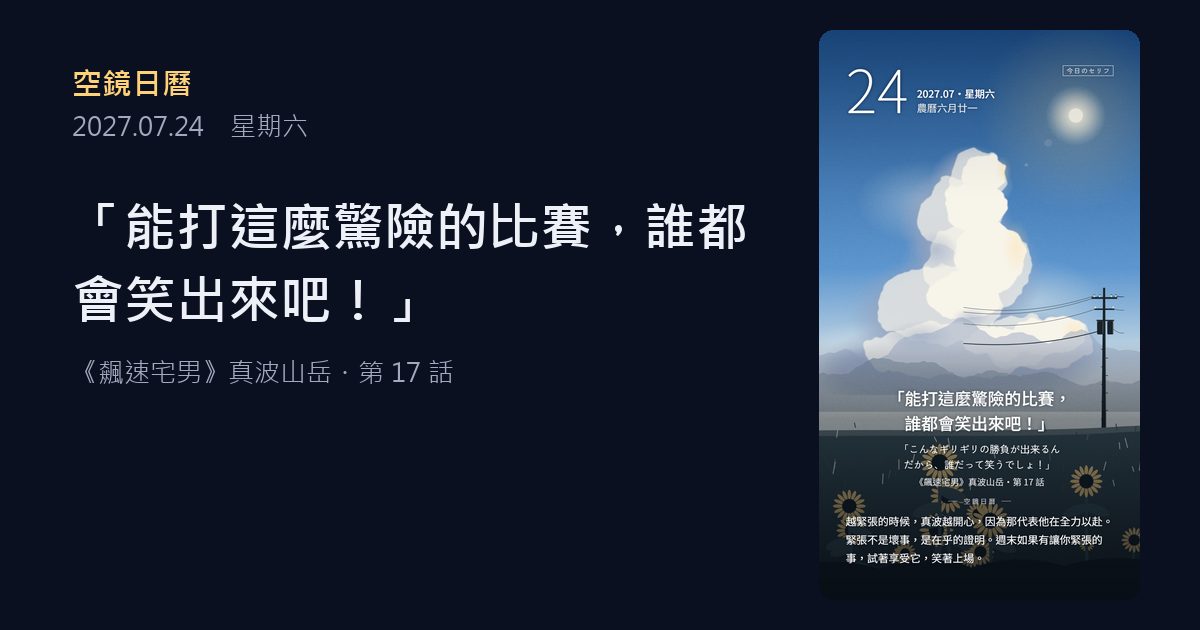 空鏡日曆
2027.07.24 星期六
「能打這麼驚險的比賽，誰都
會笑出來吧！」
《飆速宅男》真波山岳・第 17 話
24
2027.07・星期六
農曆六月廿一
今日のセリフ
「能打這麼驚險的比賽，
誰都會笑出來吧！」
「こんなギリギリの勝負が出来るん
だから、誰だって笑うでしょ！」
《飆速宅男》真波山岳・第 17 話
空鏡日曆
越緊張的時候，真波越開心，因為那代表他在全力以赴。
緊張不是壞事，是在乎的證明。週末如果有讓你緊張的
事，試著享受它，笑著上場。